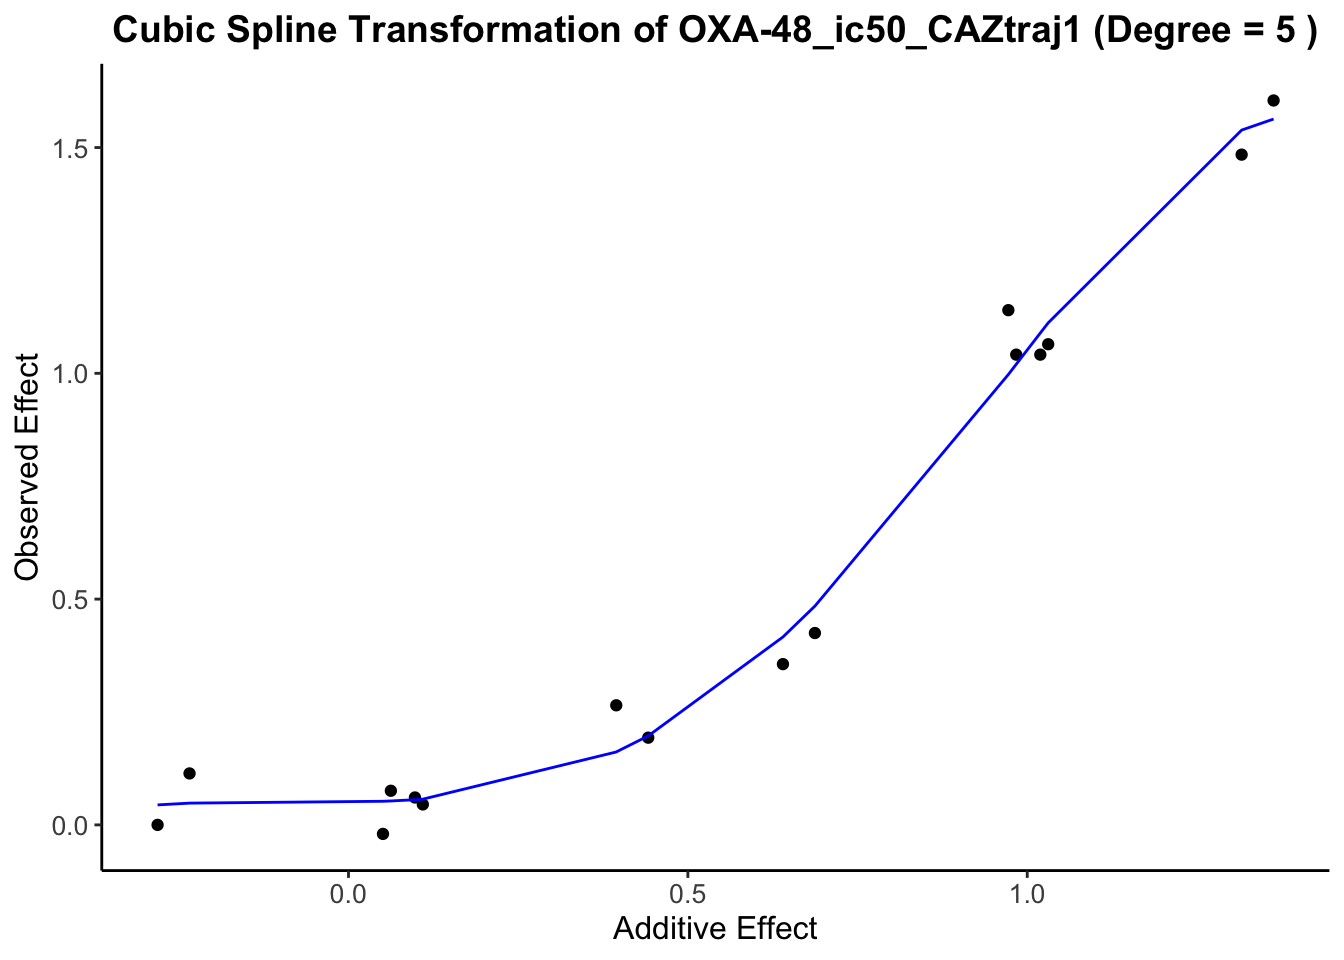 Cubic Spline Transformation of OXA-48_ic50_CAZtraj1 (Degree = 5 )
Observed Effect
1.5
1.0
0.5
0.0
0.0 0.5 1.0
Additive Effect